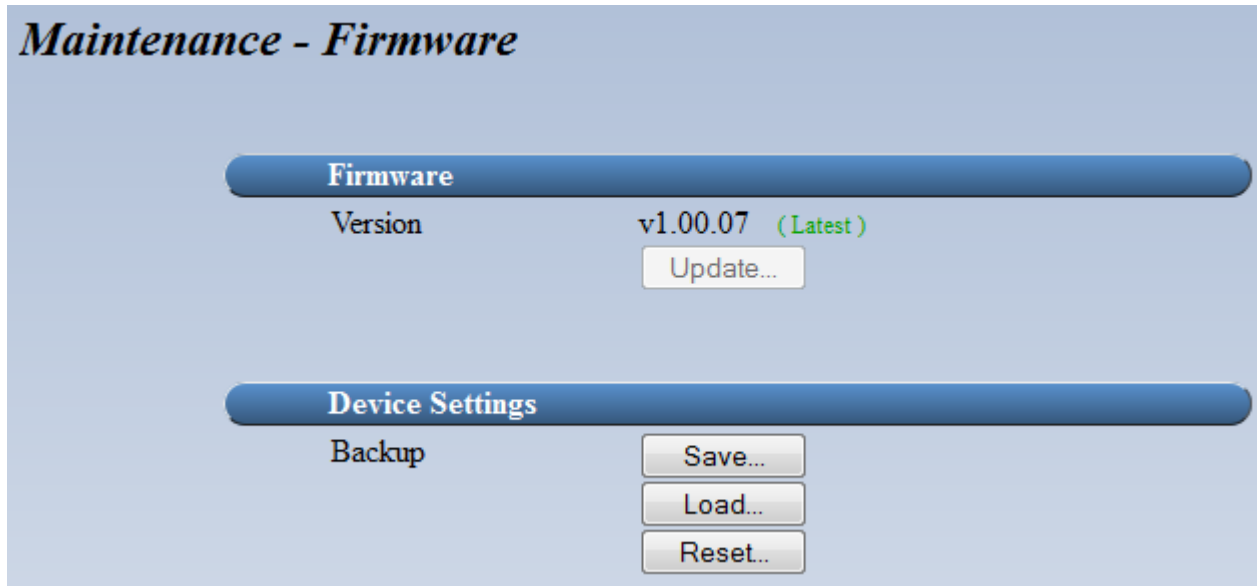 Maintenance - Firmware
Firmware
Version v1.00.07 ( Latest )
Update...
Device Settings
Backup Save...
Load...
Reset...